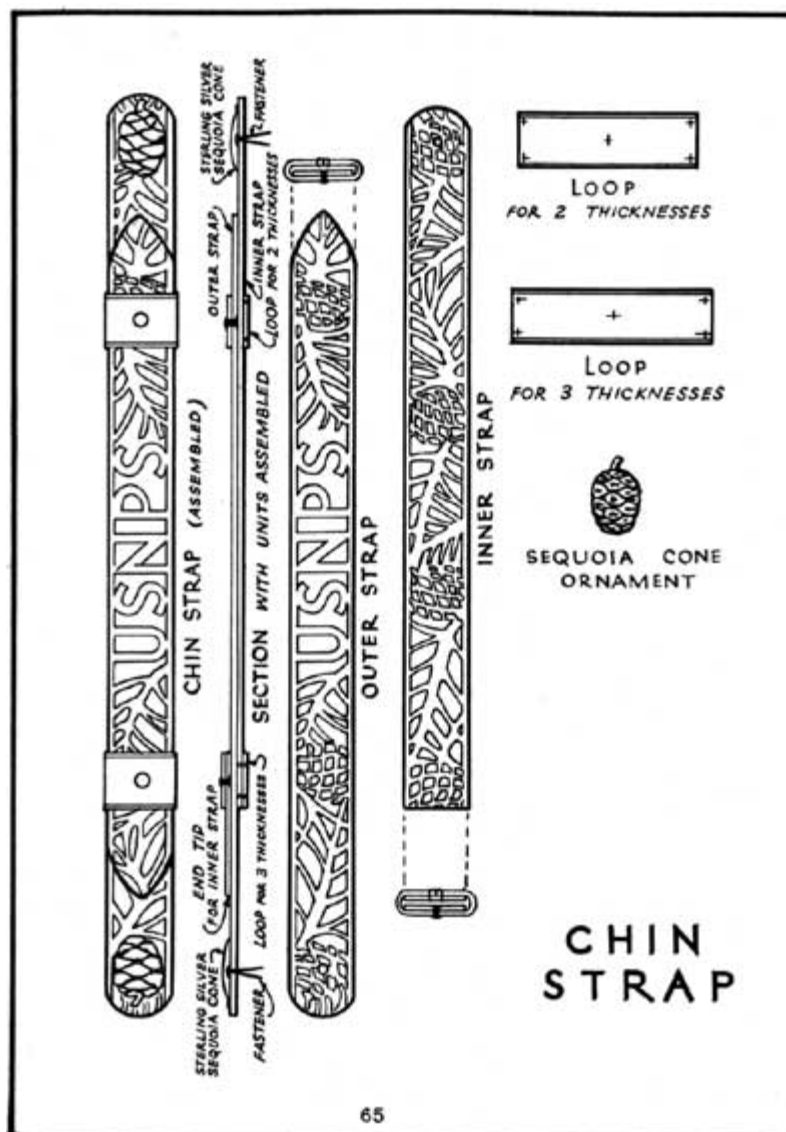 USNPS
CHIN STRAP (ASSEMBLED)
STERLING SILVER
SEQUOIA CONE
FASTENER
OUTER STRAP
INNER STRAP
LOOP FOR 2 THICKNESSES
SECTION WITH UNITS ASSEMBLED
LOOP FOR 3 THICKNESSES
END TIP
FOR INNER STRAP
STERLING SILVER
SEQUOIA CONE
FASTENER
USNPS
OUTER STRAP
INNER STRAP
LOOP
FOR 2 THICKNESSES
LOOP
FOR 3 THICKNESSES
SEQUOIA CONE
ORNAMENT
CHIN
STRAP
65